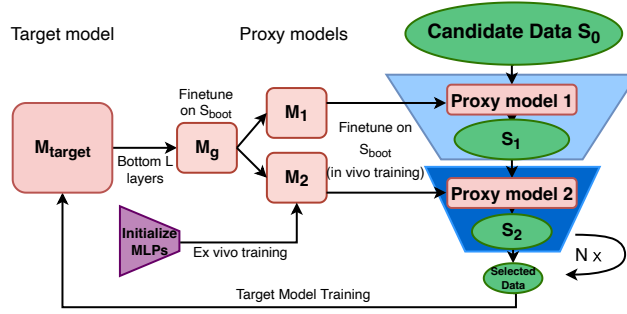 Target model
Proxy models
Candidate Data S0
Finetune
on Sboot
M1
Proxy model 1
Mtarget
Mg
Finetune on
Sboot
(in vivo training)
S1
Bottom L
layers
M2
Proxy model 2
Initialize
MLPs
Ex vivo training
S2
N x
Selected
Data
Target Model Training